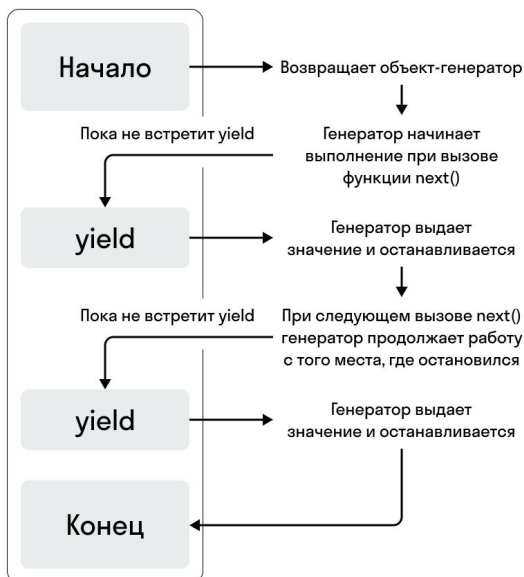 Начало
Возвращает объект-генератор
Пока не встретит yield
Генератор начинает
выполнение при вызове
функции next()
yield
Генератор выдает
значение и останавливается
Пока не встретит yield
При следующем вызове next()
генератор продолжает работу
с того места, где остановился
yield
Генератор выдает
значение и останавливается
Конец